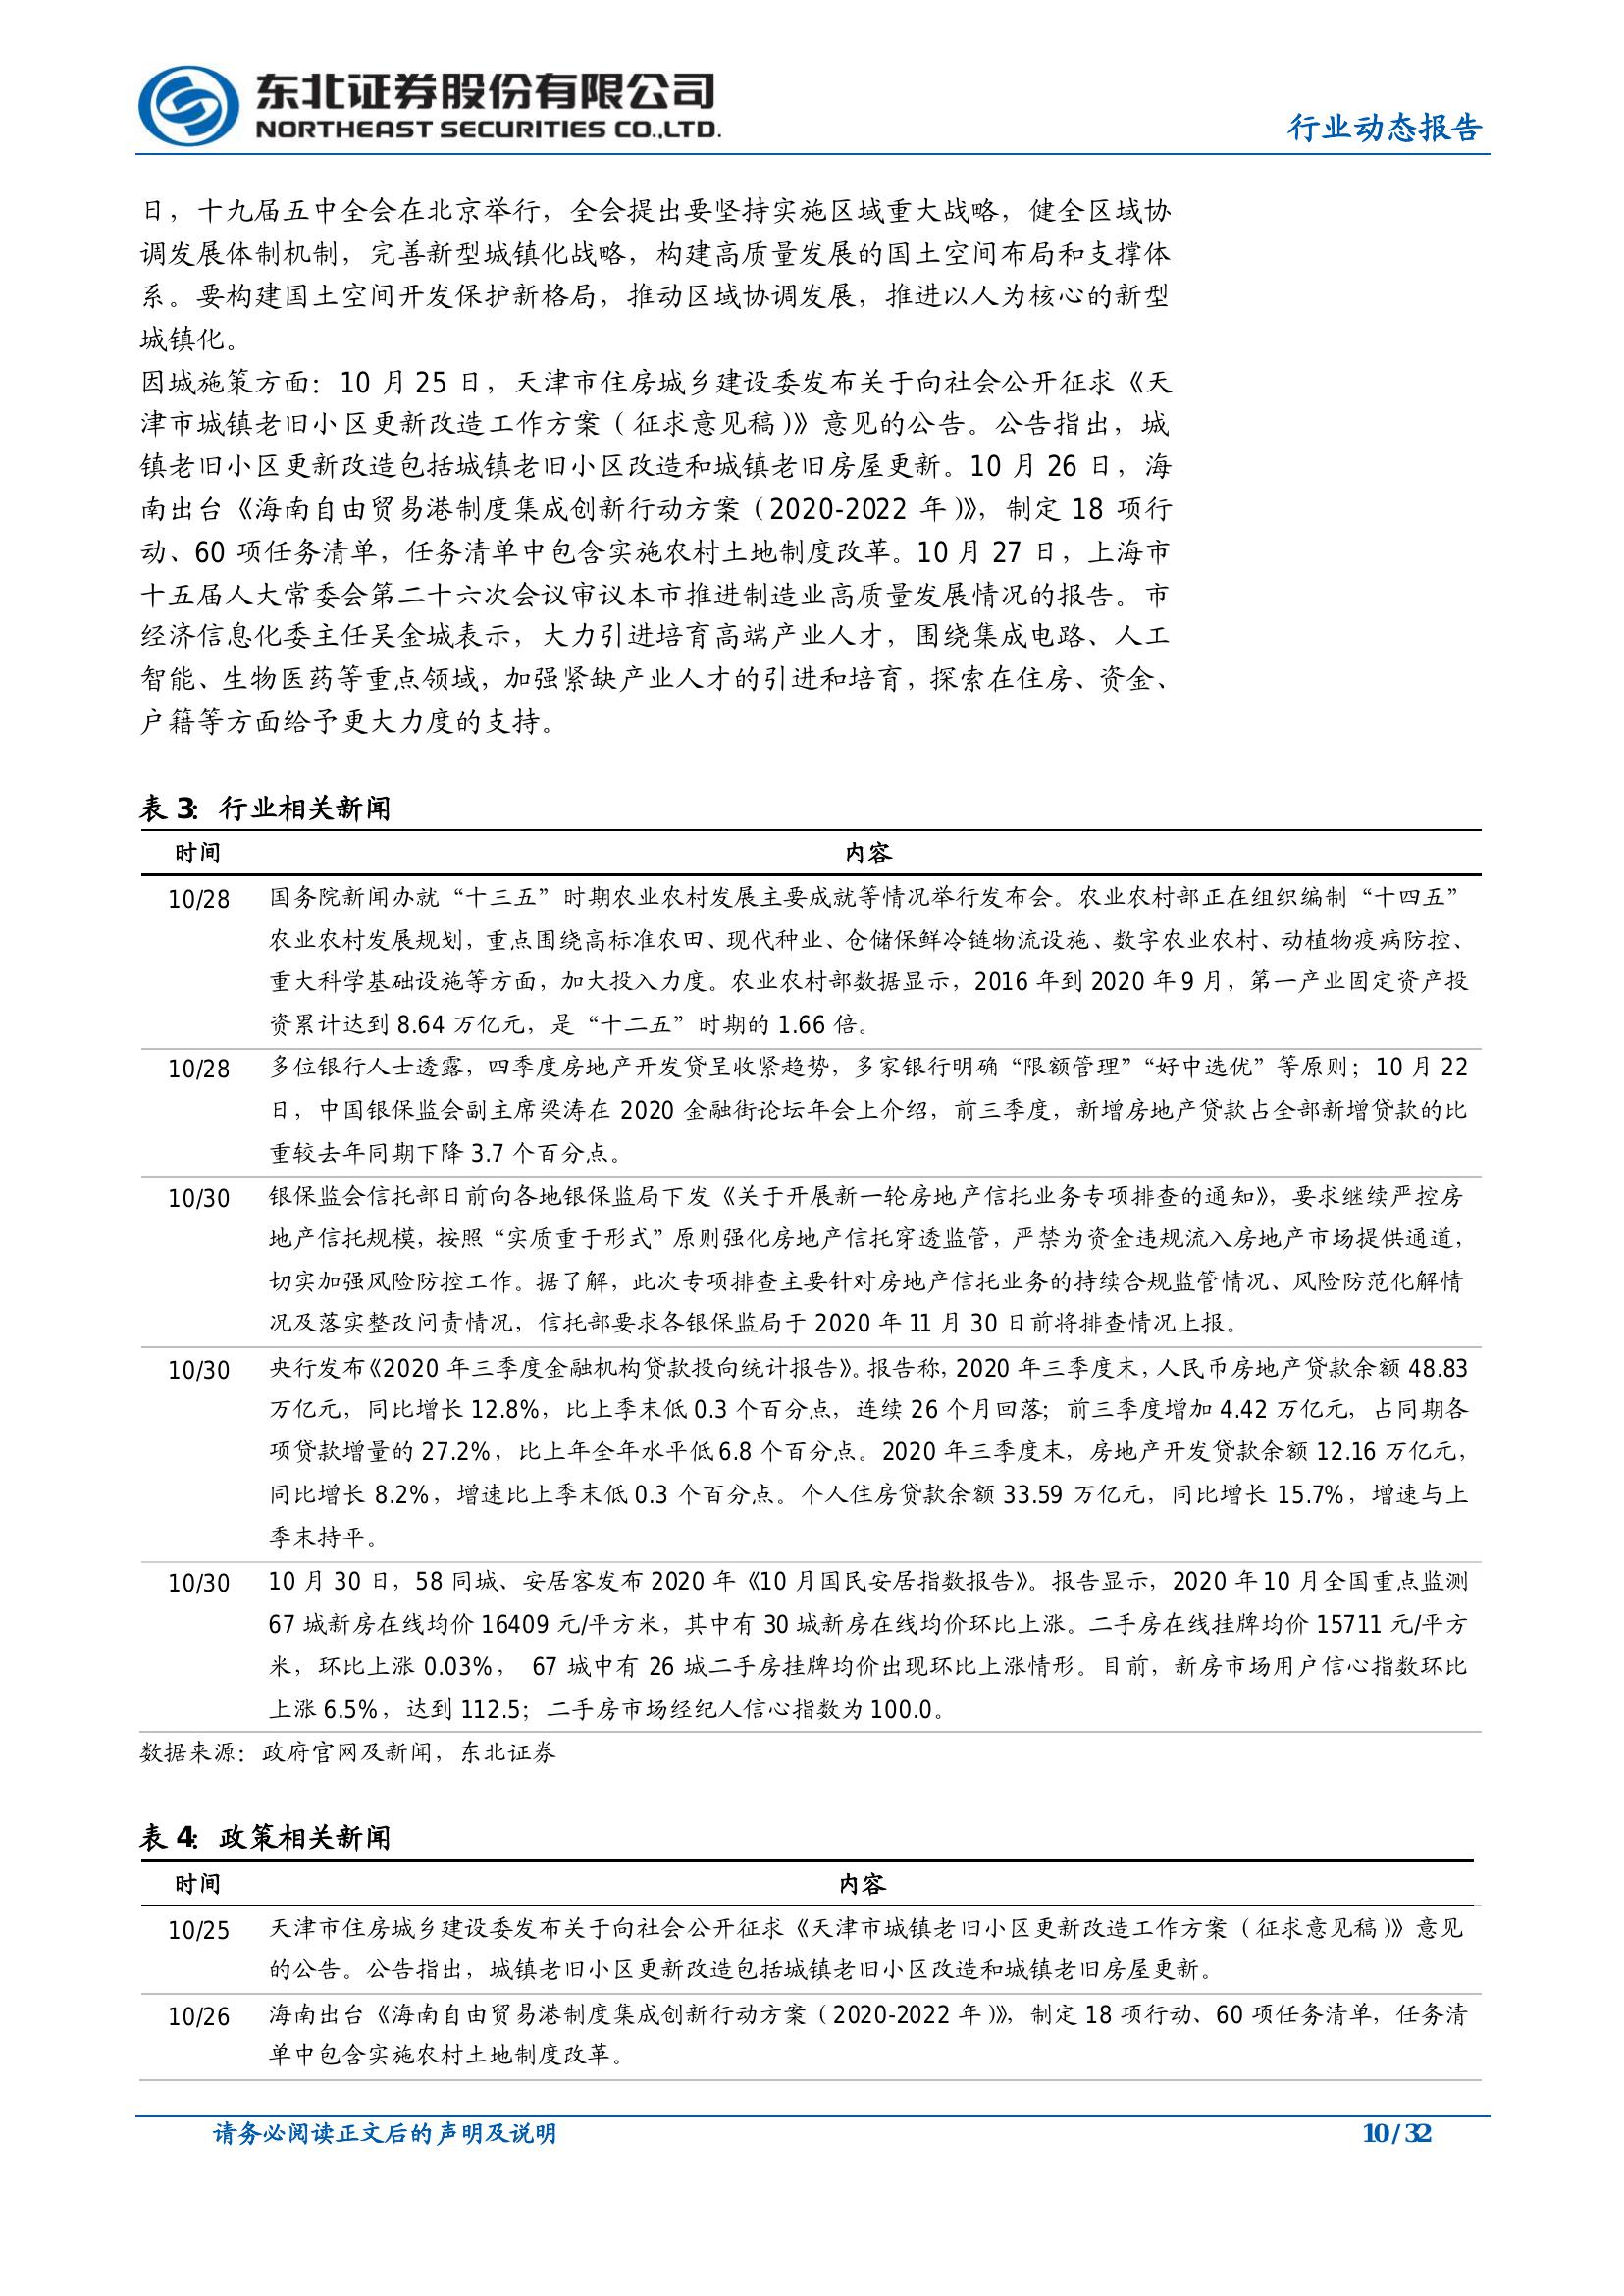 东北证券股份有限公司
NORTHEAST SECURITIES CO.,LTD.
行业动态报告
日，十九届五中全会在北京举行，全会提出要坚持实施区域重大战略，健全区域协
调发展体制机制，完善新型城镇化战略，构建高质量发展的国土空间布局和支撑体
系。要构建国土空间开发保护新格局，推动区域协调发展，推进以人为核心的新型
城镇化。
因城施策方面：10 月 25 日，天津市住房城乡建设委发布关于向社会公开征求《天
津市城镇老旧小区更新改造工作方案（征求意见稿）》意见的公告。公告指出，城
镇老旧小区更新改造包括城镇老旧小区改造和城镇老旧房屋更新。10 月 26 日，海
南出台《海南自由贸易港制度集成创新行动方案（2020-2022 年）》，制定 18 项行
动、60 项任务清单，任务清单中包含实施农村土地制度改革。10 月 27 日，上海市
十五届人大常委会第二十六次会议审议本市推进制造业高质量发展情况的报告。市
经济信息化委主任吴金城表示，大力引进培育高端产业人才，围绕集成电路、人工
智能、生物医药等重点领域，加强紧缺产业人才的引进和培育，探索在住房、资金、
户籍等方面给予更大力度的支持。
表 3：行业相关新闻
时间 内容
10/28 国务院新闻办就“十三五”时期农业农村发展主要成就等情况举行发布会。农业农村部正在组织编制“十四五”
农业农村发展规划，重点围绕高标准农田、现代种业、仓储保鲜冷链物流设施、数字农业农村、动植物疫病防控、
重大科学基础设施等方面，加大投入力度。农业农村部数据显示，2016 年到 2020 年 9 月，第一产业固定资产投
资累计达到 8.64 万亿元，是“十二五”时期的 1.66 倍。
10/28 多位银行人士透露，四季度房地产开发贷呈收紧趋势，多家银行明确“限额管理”“好中选优”等原则；10 月 22
日，中国银保监会副主席梁涛在 2020 金融街论坛年会上介绍，前三季度，新增房地产贷款占全部新增贷款的比
重较去年同期下降 3.7 个百分点。
10/30 银保监会信托部日前向各地银保监局下发《关于开展新一轮房地产信托业务专项排查的通知》，要求继续严控房
地产信托规模，按照“实质重于形式”原则强化房地产信托穿透监管，严禁为资金违规流入房地产市场提供通道，
切实加强风险防控工作。据了解，此次专项排查主要针对房地产信托业务的持续合规监管情况、风险防范化解情
况及落实整改问责情况，信托部要求各银保监局于 2020 年 11 月 30 日前将排查情况上报。
10/30 央行发布《2020 年三季度金融机构贷款投向统计报告》。报告称，2020 年三季度末，人民币房地产贷款余额 48.83
万亿元，同比增长 12.8%，比上季末低 0.3 个百分点，连续 26 个月回落；前三季度增加 4.42 万亿元，占同期各
项贷款增量的 27.2%，比上年全年水平低 6.8 个百分点。2020 年三季度末，房地产开发贷款余额 12.16 万亿元，
同比增长 8.2%，增速比上季末低 0.3 个百分点。个人住房贷款余额 33.59 万亿元，同比增长 15.7%，增速与上
季末持平。
10/30 10 月 30 日，58 同城、安居客发布 2020 年《10 月国民安居指数报告》。报告显示，2020 年 10 月全国重点监测
67 城新房在线均价 16409 元/平方米，其中有 30 城新房在线均价环比上涨。二手房在线挂牌均价 15711 元/平方
米，环比上涨 0.03%， 67 城中有 26 城二手房挂牌均价出现环比上涨情形。目前，新房市场用户信心指数环比
上涨 6.5%，达到 112.5；二手房市场经纪人信心指数为 100.0。
数据来源：政府官网及新闻，东北证券
表 4：政策相关新闻
时间 内容
10/25 天津市住房城乡建设委发布关于向社会公开征求《天津市城镇老旧小区更新改造工作方案（征求意见稿）》意见
的公告。公告指出，城镇老旧小区更新改造包括城镇老旧小区改造和城镇老旧房屋更新。
10/26 海南出台《海南自由贸易港制度集成创新行动方案（2020-2022 年）》，制定 18 项行动、60 项任务清单，任务清
单中包含实施农村土地制度改革。
请务必阅读正文后的声明及说明
10 / 32